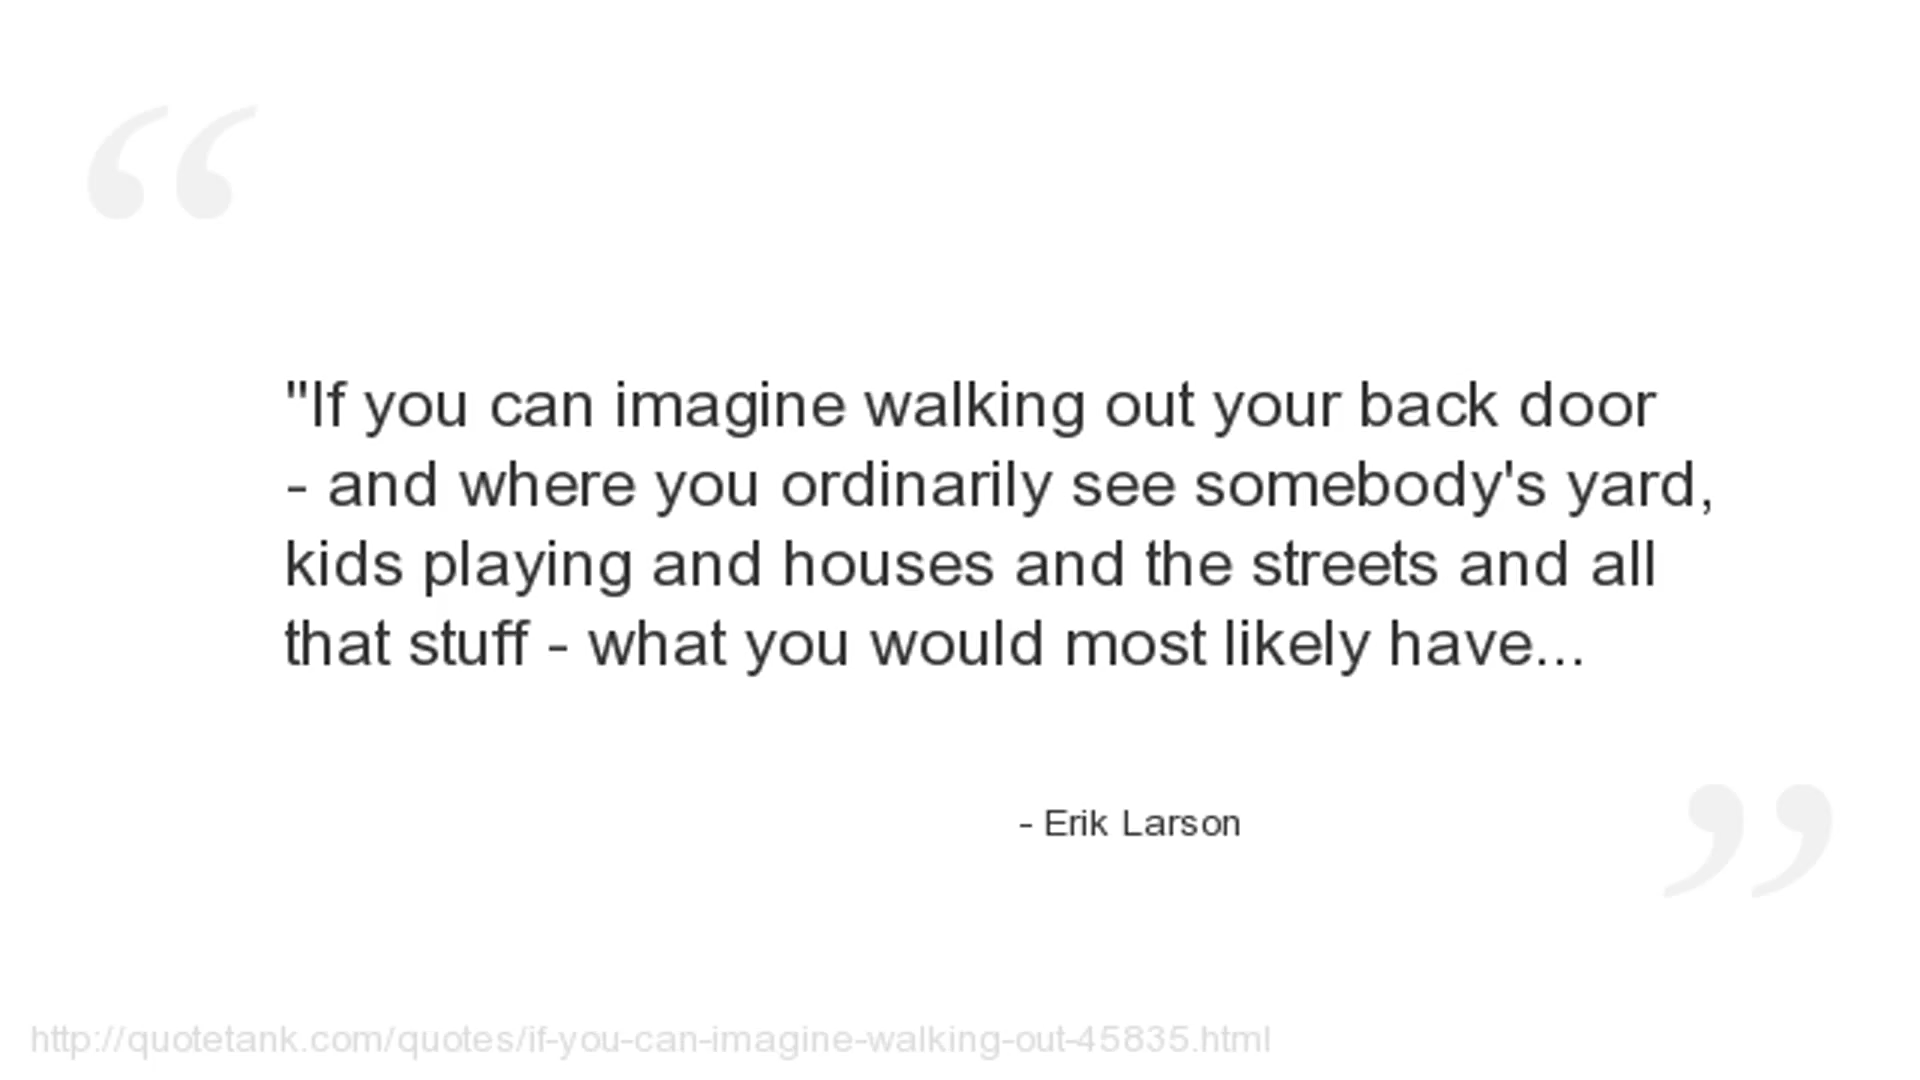 "If you can imagine walking out your back door
- and where you ordinarily see somebody's yard,
kids playing and houses and the streets and all
that stuff - what you would most likely have...
- Erik Larson
http://quotetank.com/quotes/if-you-can-imagine-walking-out-45835.html